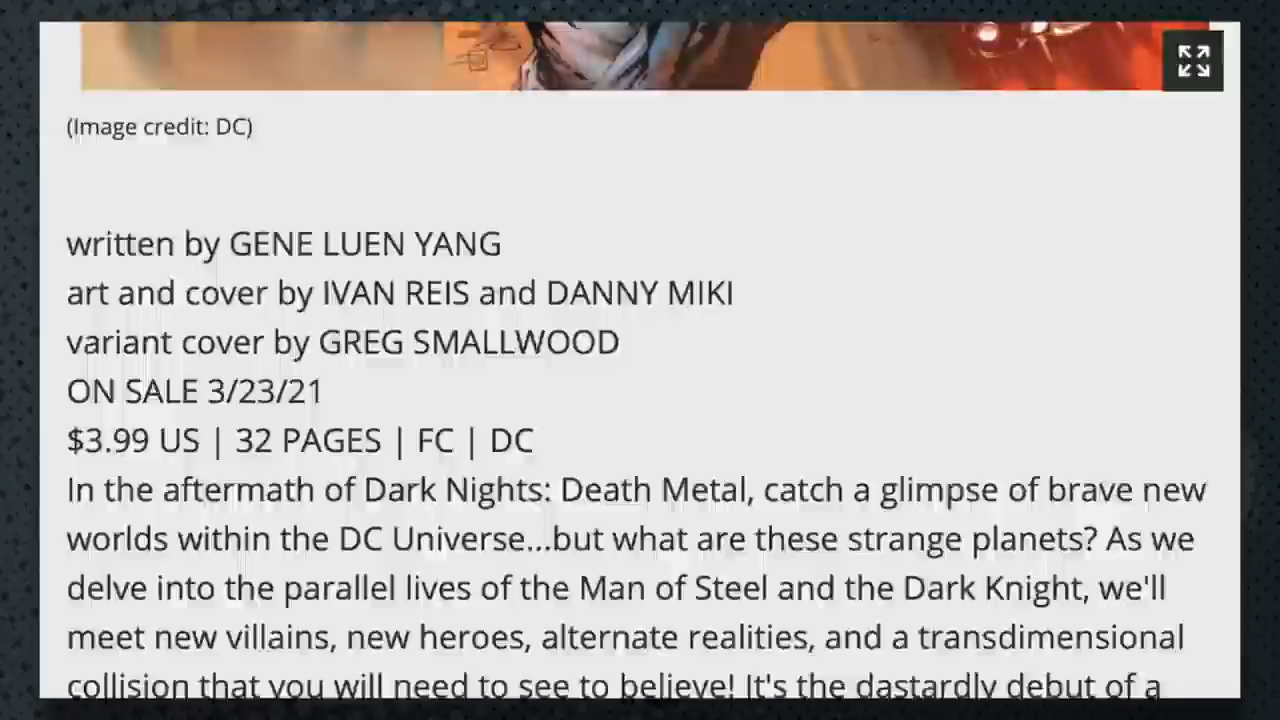 (Image credit: DC)
written by GENE LUEN YANG
art and cover by IVAN REIS and DANNY MIKI
variant cover by GREG SMALLWOOD
ON SALE 3/23/21
$3.99 US | 32 PAGES | FC | DC
In the aftermath of Dark Nights: Death Metal, catch a glimpse of brave new
worlds within the DC Universe...but what are these strange planets? As we
delve into the parallel lives of the Man of Steel and the Dark Knight, we'll
meet new villains, new heroes, alternate realities, and a transdimensional
collision that you will need to see to believe! It's the dastardly debut of a